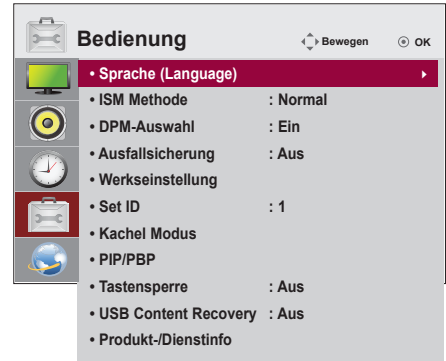 Bedienung Bewegen OK
• Sprache (Language)
• ISM Methode : Normal
• DPM-Auswahl : Ein
• Ausfallsicherung : Aus
• Werkseinstellung
• Set ID : 1
• Kachel Modus
• PIP/PBP
• Tastensperre : Aus
• USB Content Recovery : Aus
• Produkt-/Dienstinfo